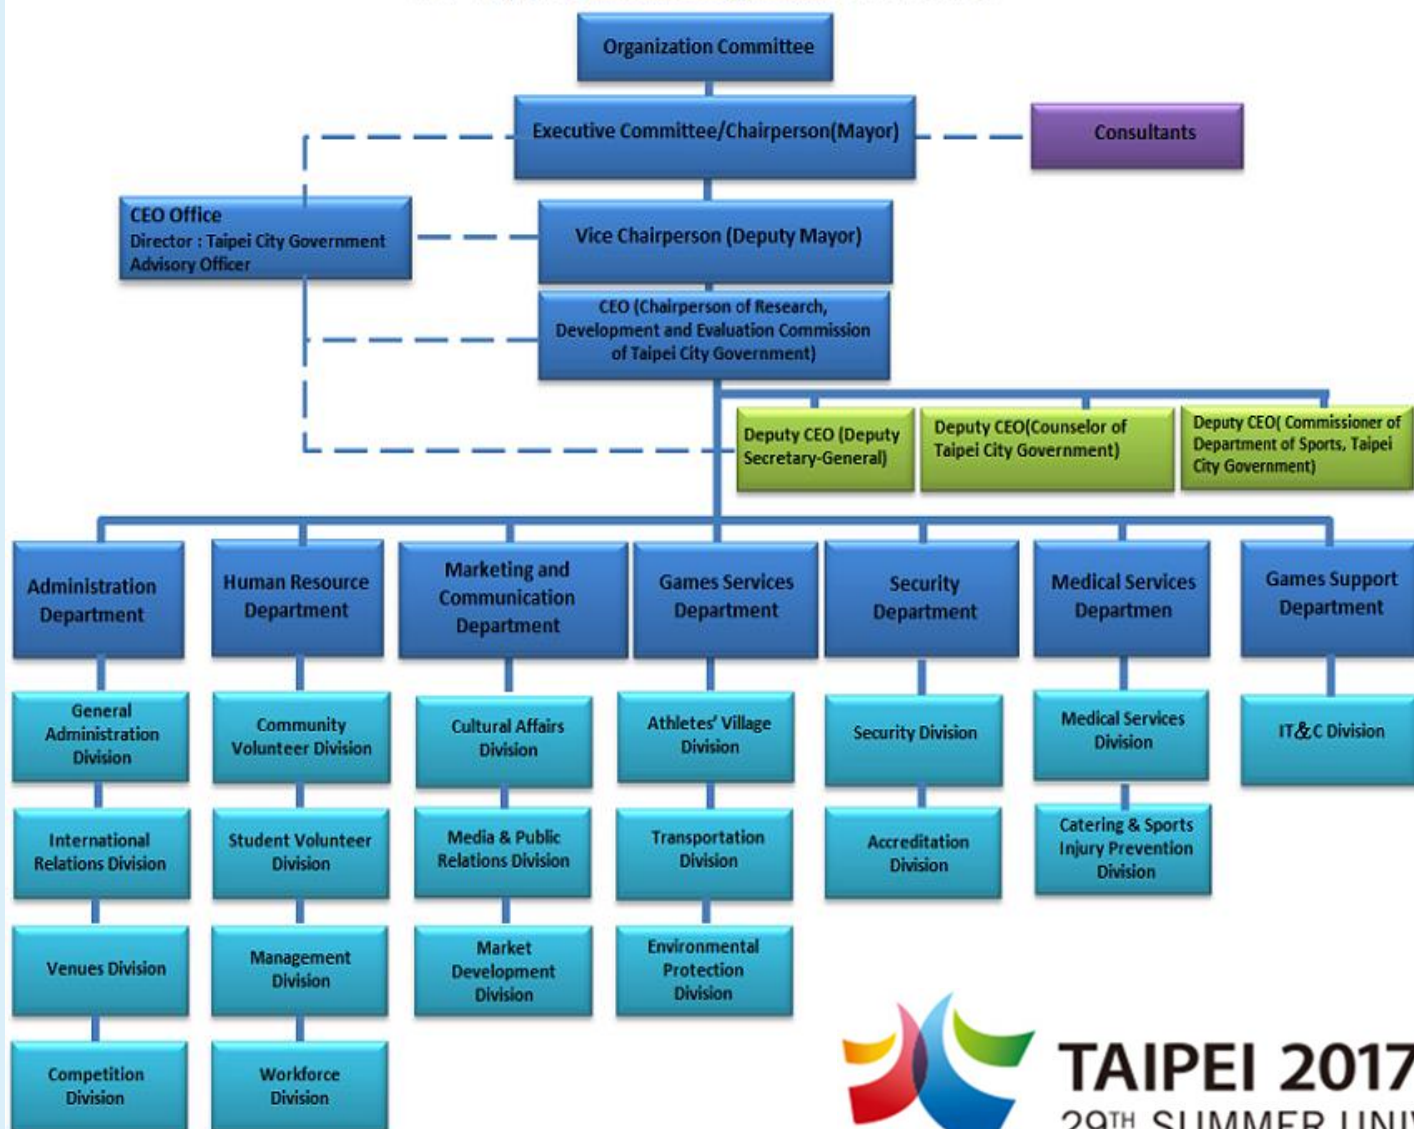 Organization Committee
Executive Committee/Chairperson(Mayor)
Consultants
CEO Office
Director : Taipei City Government
Advisory Officer
Vice Chairperson (Deputy Mayor)
CEO (Chairperson of Research,
Development and Evaluation Commission
of Taipei City Government)
Deputy CEO (Deputy
Secretary-General)
Deputy CEO(Counselor of
Taipei City Government)
Deputy CEO( Commissioner of
Department of Sports, Taipei
City Government)
Administration
Department
Human Resource
Department
Marketing and
Communication
Department
Games Services
Department
Security
Department
Medical Services
Departmen
Games Support
Department
General
Administration
Division
International
Relations Division
Venues Division
Competition
Division
Community
Volunteer Division
Student Volunteer
Division
Management
Division
Workforce
Division
Cultural Affairs
Division
Media & Public
Relations Division
Market
Development
Division
Athletes' Village
Division
Transportation
Division
Environmental
Protection
Division
Security Division
Accreditation
Division
Medical Services
Division
Catering & Sports
Injury Prevention
Division
IT&C Division
TAIPEI 2017
29TH SUMMER